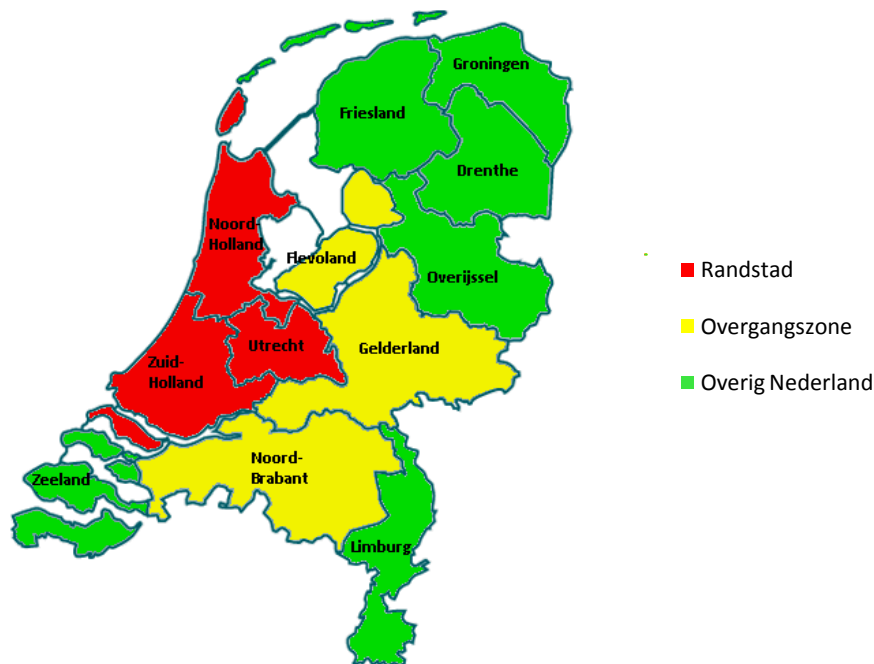 Groningen
Friesland
Drenthe
Noord-
Holland
Flevoland
Overijssel
Utrecht
Gelderland
Zuid-
Holland
Noord-
Brabant
Zeeland
Limburg
Randstad
Overgangszone
Overig Nederland